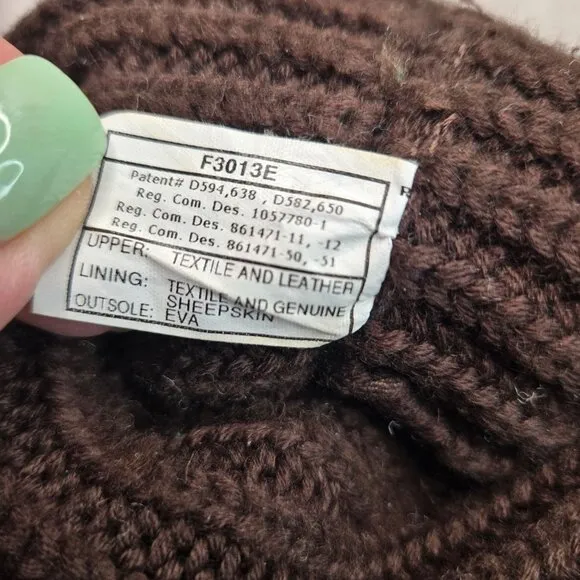 F3013E
Patent# D594,638 , D582,650
Reg. Com. Des. 1057780-1
Reg. Com. Des. 861471-11, -12
Reg. Com. Des. 861471-50, -51
UPPER: TEXTILE AND LEATHER
LINING: TEXTILE AND GENUINE
SHEEPSKIN
OUTSOLE: EVA